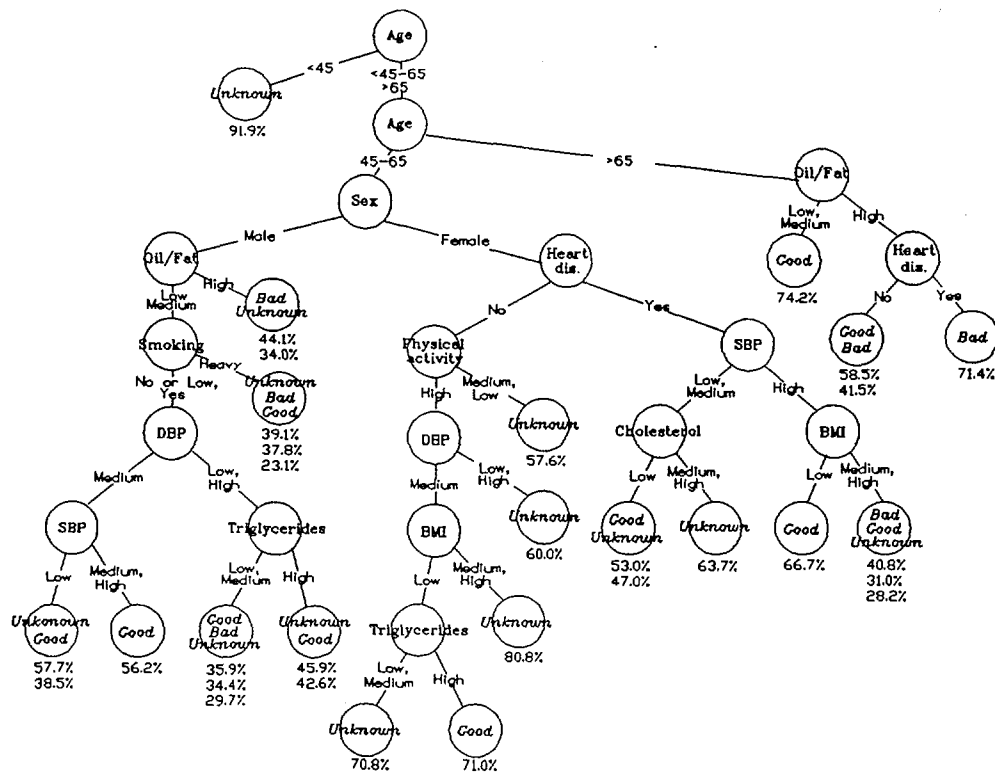 Age
<45
<45-65
>65
Unknown
91.9%
Age
45-65
>65
Sex
Oil/Fat
Male
Female
Low,
Medium
High
Oil/Fat
Heart
dis.
Good
74.2%
Heart
dis.
Low
Medium
High
Bad
Unknown
44.1%
34.0%
No
Yes
No
Yes
Good
Bad
58.5%
41.5%
Bad
71.4%
Smoking
Physical
activity
SBP
No or Low,
Yes
Heavy
Unknown
Bad
Good
39.1%
37.8%
23.1%
High
Medium,
Low
Unknown
57.6%
Low,
Medium
High
DBP
DBP
Cholesterol
BMI
Medium
Low,
High
Medium
Low,
High
Unknown
60.0%
Low
Medium,
High
Low
Medium,
High
SBP
Triglycerides
BMI
Good
Unknown
53.0%
47.0%
Unknown
63.7%
Good
66.7%
Bad
Good
Unknown
40.8%
31.0%
28.2%
Low
Medium,
High
Low,
Medium
High
Low
Medium,
High
Unkonown
Good
57.7%
38.5%
Good
56.2%
Good
Bad
Unknown
35.9%
34.4%
29.7%
Unknown
Good
45.9%
42.6%
Triglycerides
Unknown
80.8%
Low,
Medium
High
Unknown
70.8%
Good
71.0%